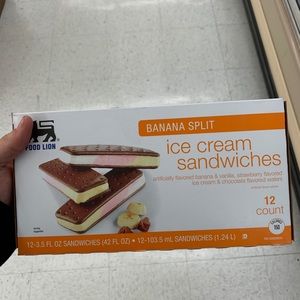 FOOD LION
BANANA SPLIT
ice cream
sandwiches
artificially flavored banana & vanilla, strawberry flavored
ice cream & chocolate flavored wafers
12
count
150
12-3.5 FL OZ SANDWICHES (42 FL OZ) • 12-103.5 mL SANDWICHES (1.24 L)